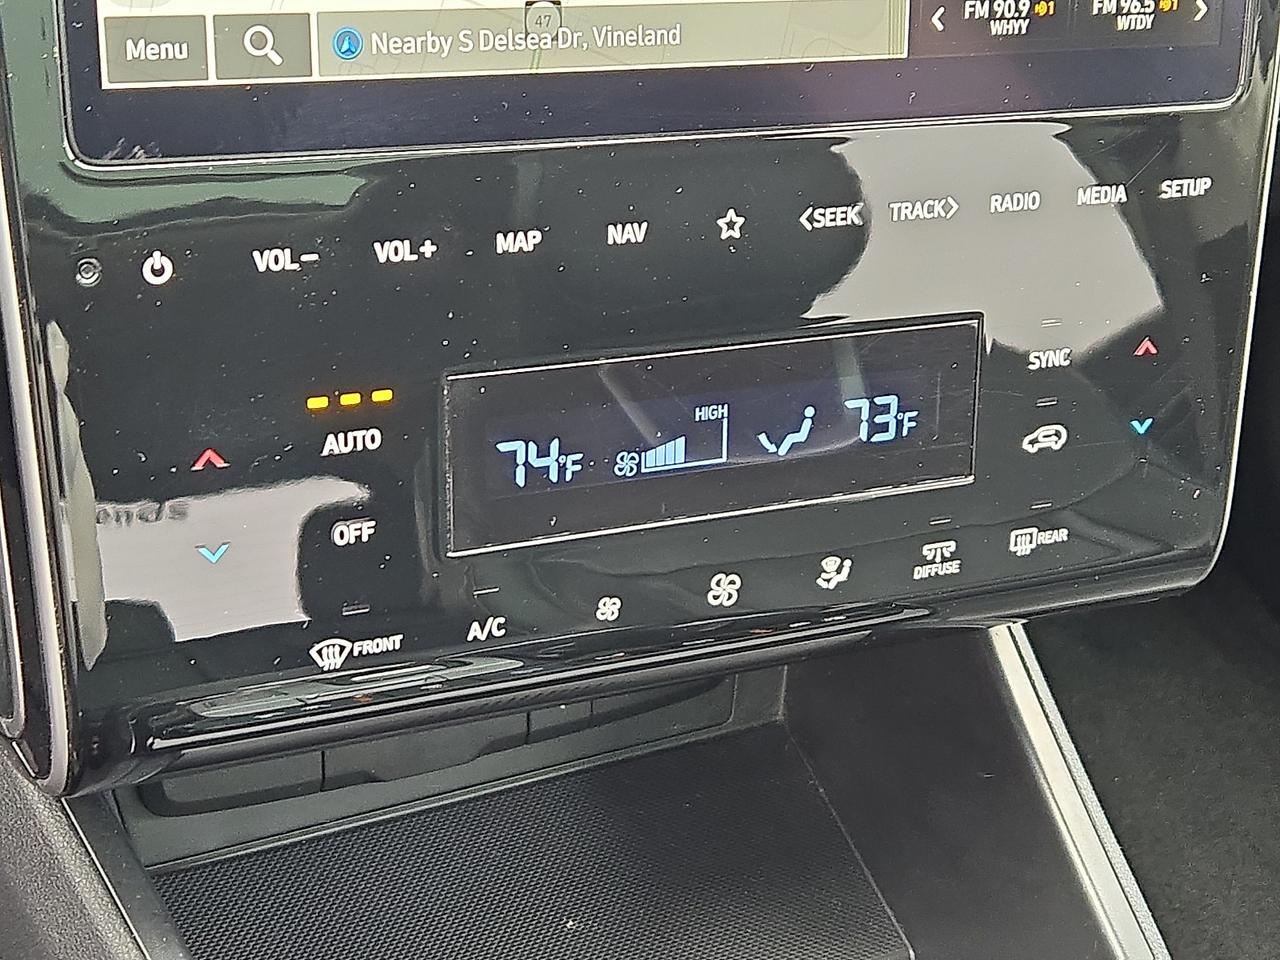 47
Menu
Nearby S Delsea Dr, Vineland
FM 90.9
WHYY
FM 96.5
WTDY
VOL−
VOL+
MAP
NAV
<SEEK
TRACK>
RADIO
MEDIA
SETUP
AUTO
OFF
74°F
HIGH
73°F
SYNC
FRONT
A/C
DIFFUSE
REAR